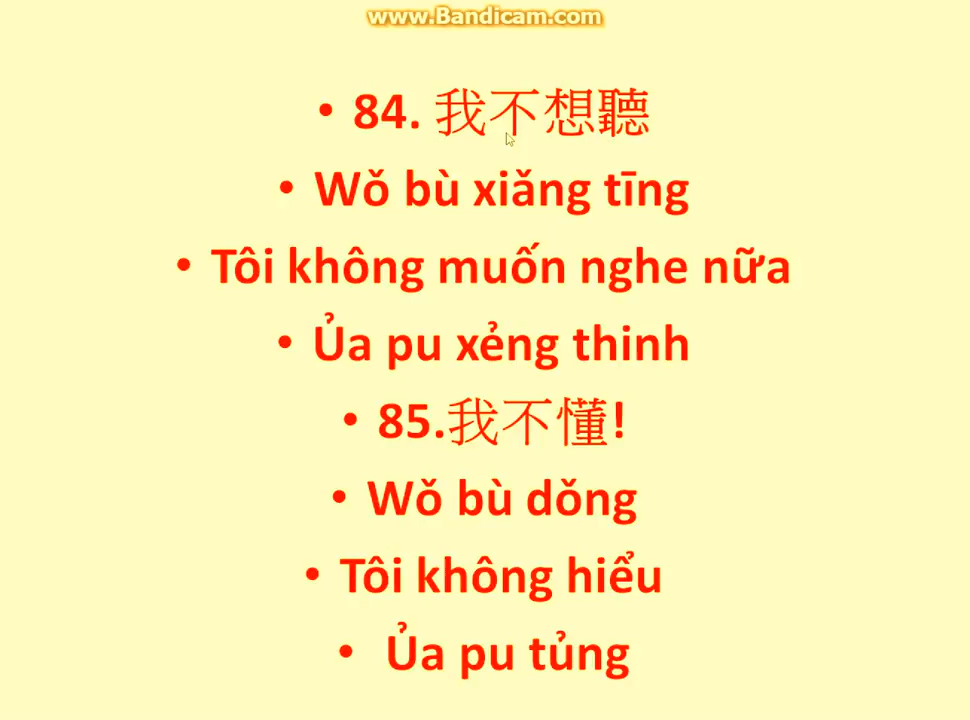 www.Bandicam.com
• 84. 我不想聽
• Wǒ bù xiǎng tīng
• Tôi không muốn nghe nữa
• Ủa pu xẻng thinh
• 85.我不懂!
• Wǒ bù dǒng
• Tôi không hiểu
• Ủa pu tủng